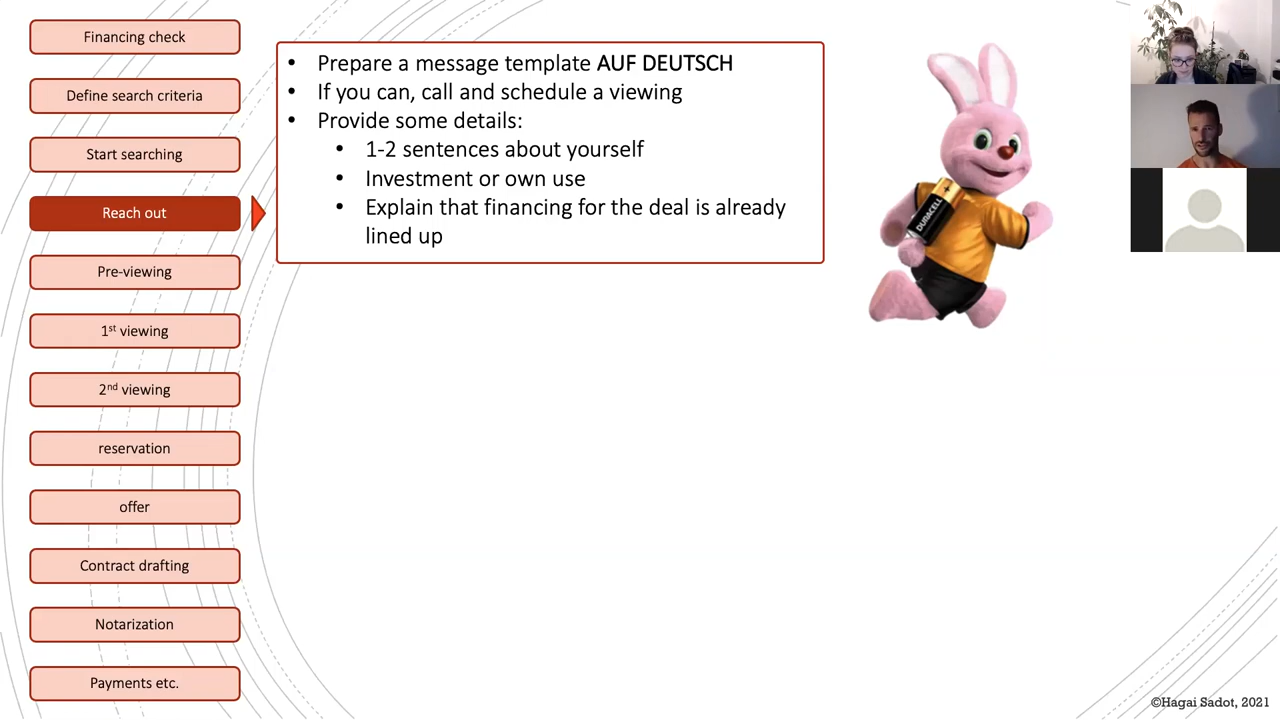 Financing check
Define search criteria
Start searching
Reach out
Pre-viewing
1st viewing
2nd viewing
reservation
offer
Contract drafting
Notarization
Payments etc.
• Prepare a message template AUF DEUTSCH
• If you can, call and schedule a viewing
• Provide some details:
• 1-2 sentences about yourself
• Investment or own use
• Explain that financing for the deal is already
lined up
DURACELL
©Hagai Sadot, 2021